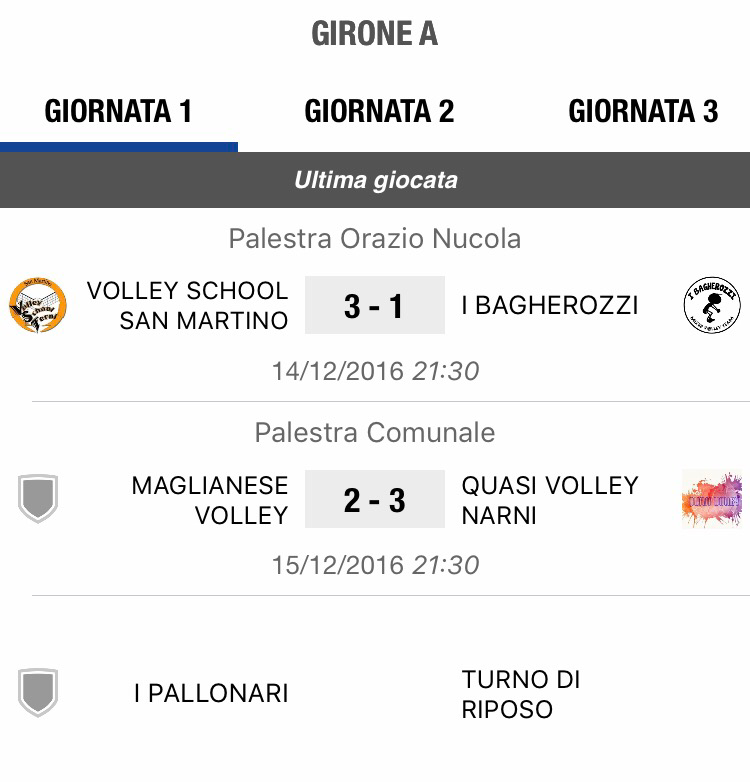 GIRONE A
GIORNATA 1 GIORNATA 2 GIORNATA 3
Ultima giocata
Palestra Orazio Nucola
VOLLEY SCHOOL
SAN MARTINO
3 - 1
I BAGHEROZZI
I BAGHEROZZI
14/12/2016 21:30
Palestra Comunale
MAGLIANESE
VOLLEY
2 - 3
QUASI VOLLEY
NARNI
15/12/2016 21:30
I PALLONARI
TURNO DI
RIPOSO